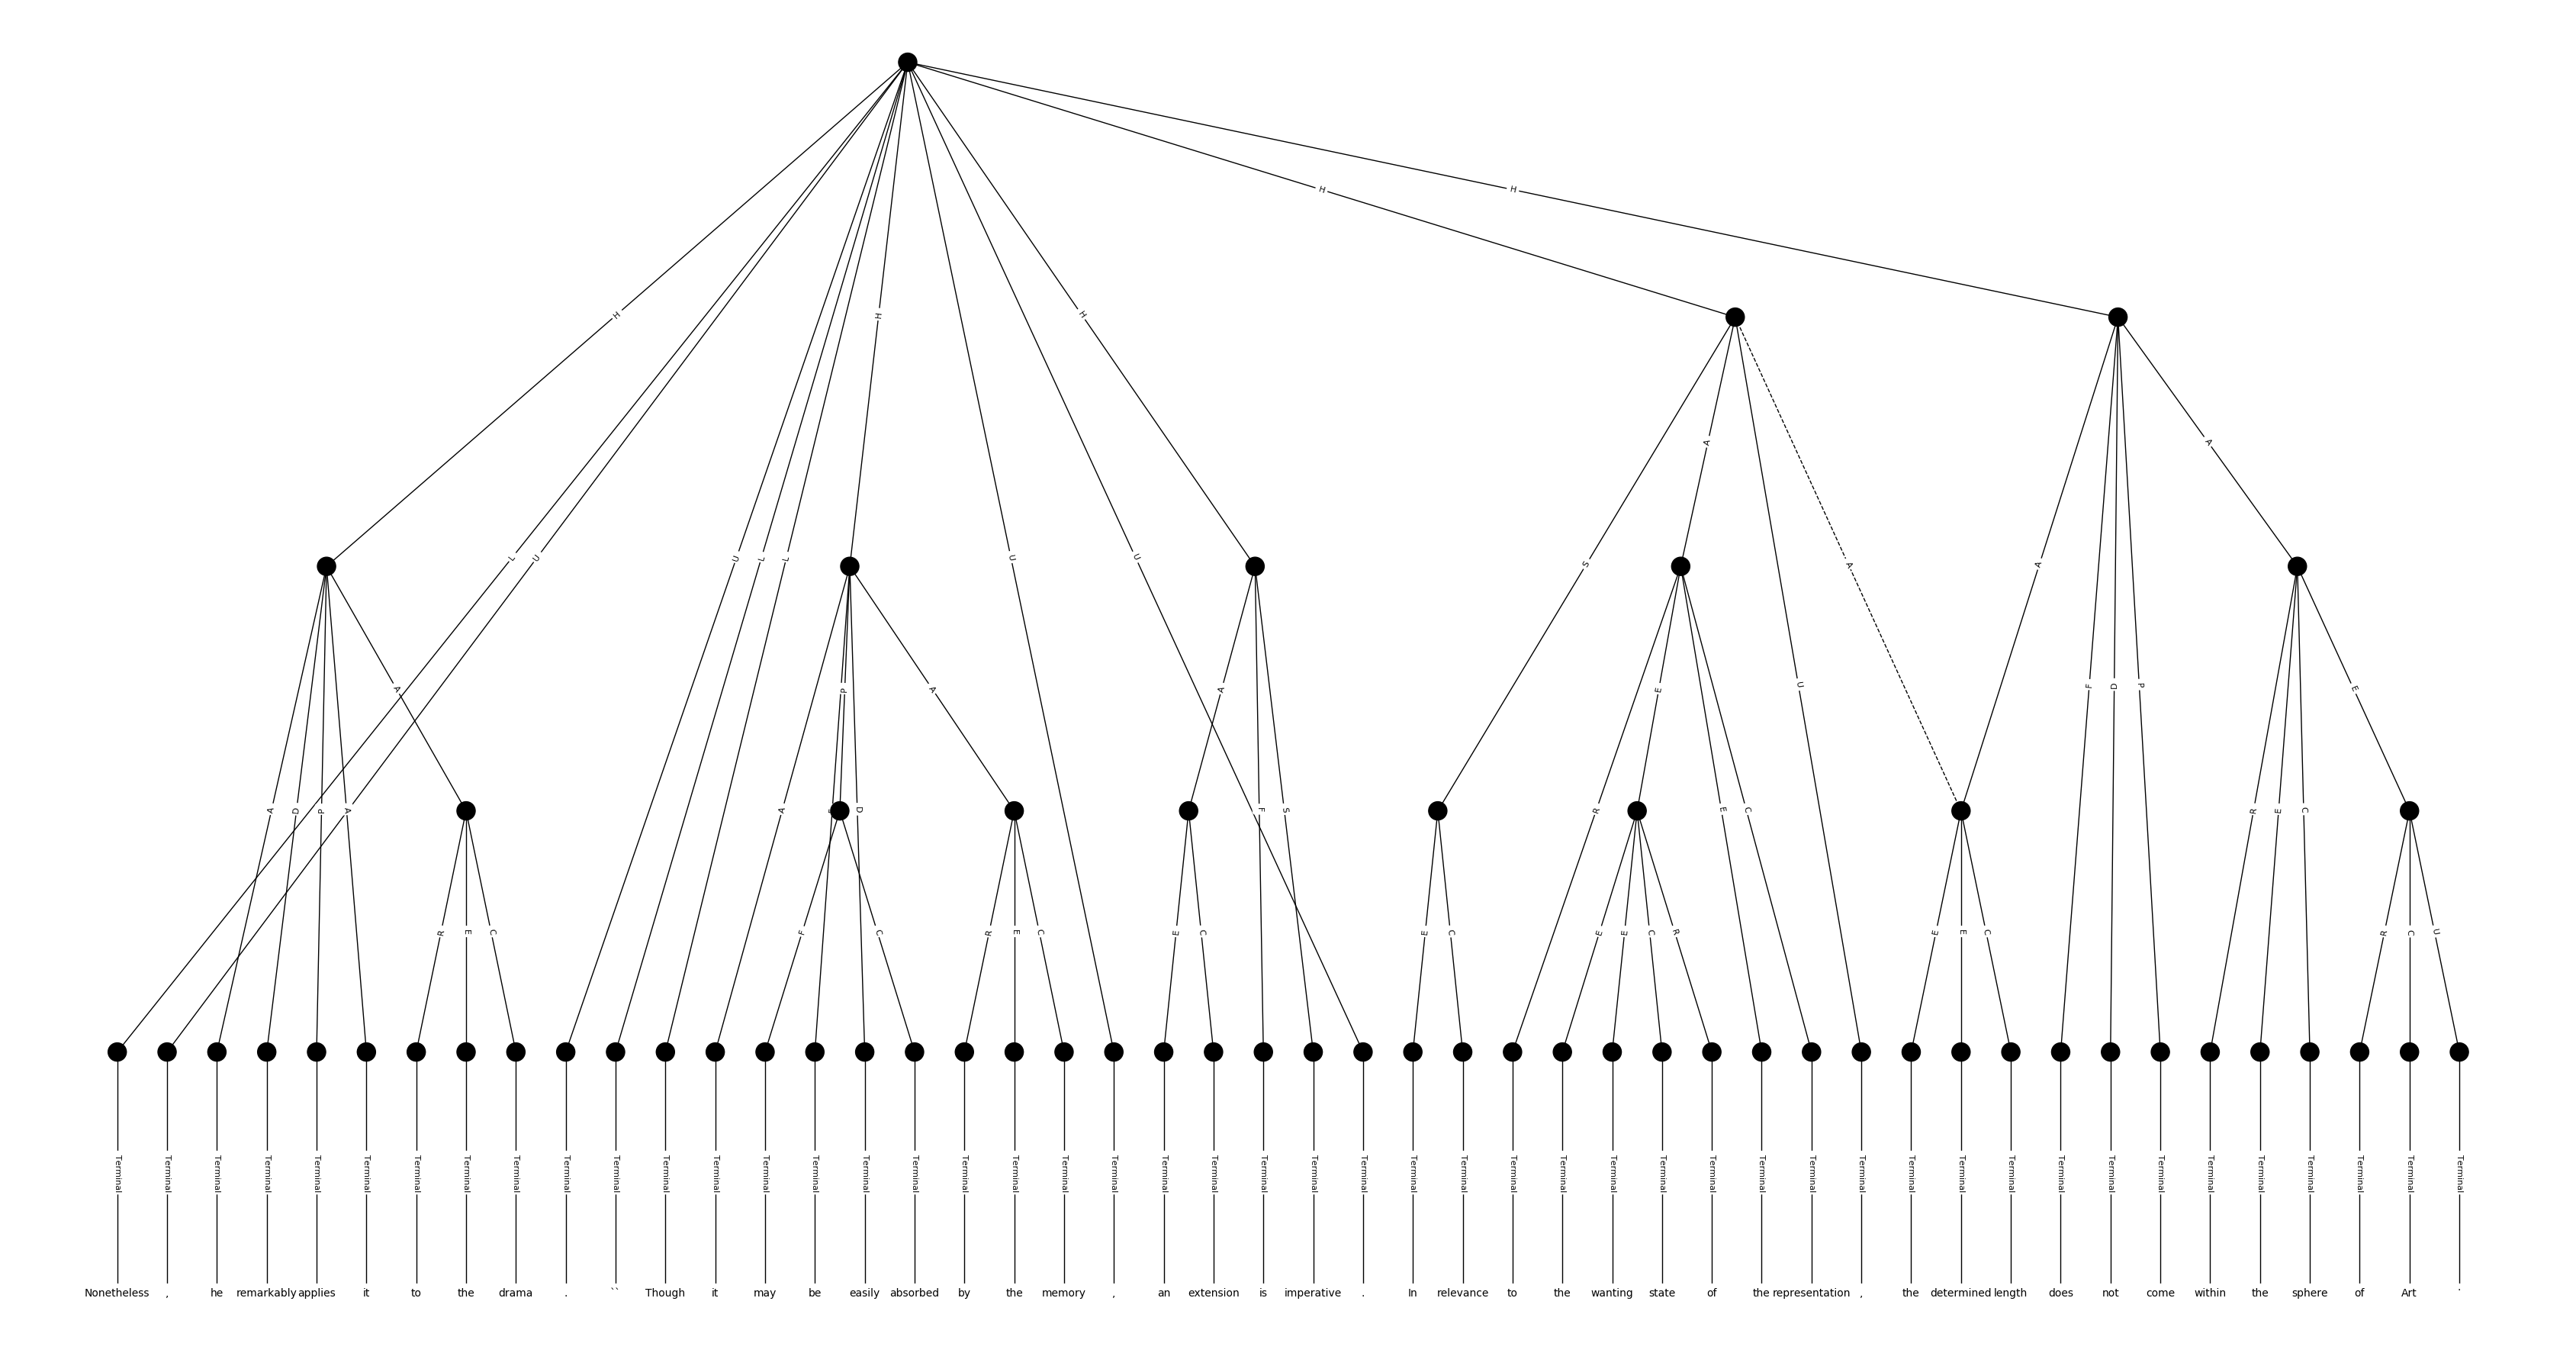 H H
H H H
A A
L U U L L U U S A A A
P A A E U F D P E
A D P A A F D A F S R E C R E C
R E C F C R E C E C E C E E C R E E C R C U
Terminal Terminal Terminal Terminal Terminal Terminal Terminal Terminal Terminal Terminal Terminal Terminal Terminal Terminal Terminal Terminal Terminal Terminal Terminal Terminal Terminal Terminal Terminal Terminal Terminal Terminal Terminal Terminal Terminal Terminal Terminal Terminal Terminal Terminal Terminal Terminal Terminal Terminal Terminal Terminal Terminal Terminal Terminal Terminal Terminal Terminal Terminal Terminal
Nonetheless , he remarkably applies it to the drama . `` Though it may be easily absorbed by the memory , an extension is imperative . In relevance to the wanting state of the representation , the determined length does not come within the sphere of Art